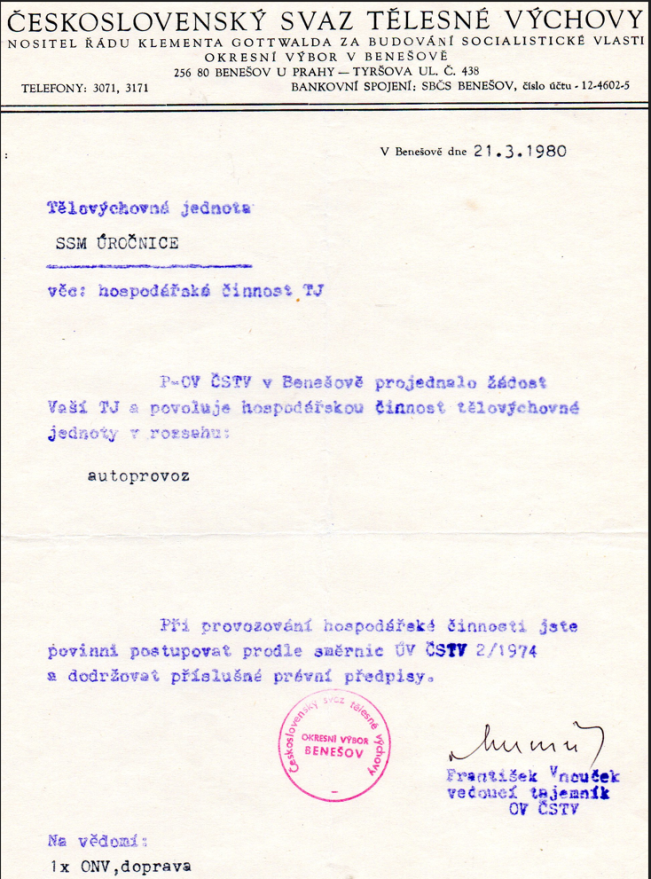 ČESKOSLOVENSKÝ SVAZ TĚLESNÉ VÝCHOVY
NOSITEL ŘÁDU KLEMENTA GOTTWALDA ZA BUDOVÁNÍ SOCIALISTICKÉ VLASTI
OKRESNÍ VÝBOR V BENEŠOVĚ
256 80 BENEŠOV U PRAHY — TYRŠOVA UL. Č. 438
TELEFONY: 3071, 3171 BANKOVNÍ SPOJENÍ: SBČS BENEŠOV, číslo účtu - 12-4602-5
:
V Benešově dne 21.3.1980
Tělovýchovná jednota
SSM ÚROČNICE
věc: hospodářská činnost TJ
P-OV ČSTV v Benešově projednalo žádost
Vaší TJ a povoluje hospodářskou činnost tělovýchovné
jednoty v rozsahu:
autoprovoz
Při provozování hospodářské činnosti jste
povinni postupovat prodle směrnic ÚV ČSTV 2/1974
a dodržovat příslušné právní předpisy.
Československý svaz tělesné výchovy
OKRESNÍ VÝBOR
BENEŠOV
František Vnouček
vedoucí tajemník
OV ČSTV
Na vědomí:
1x ONV,doprava